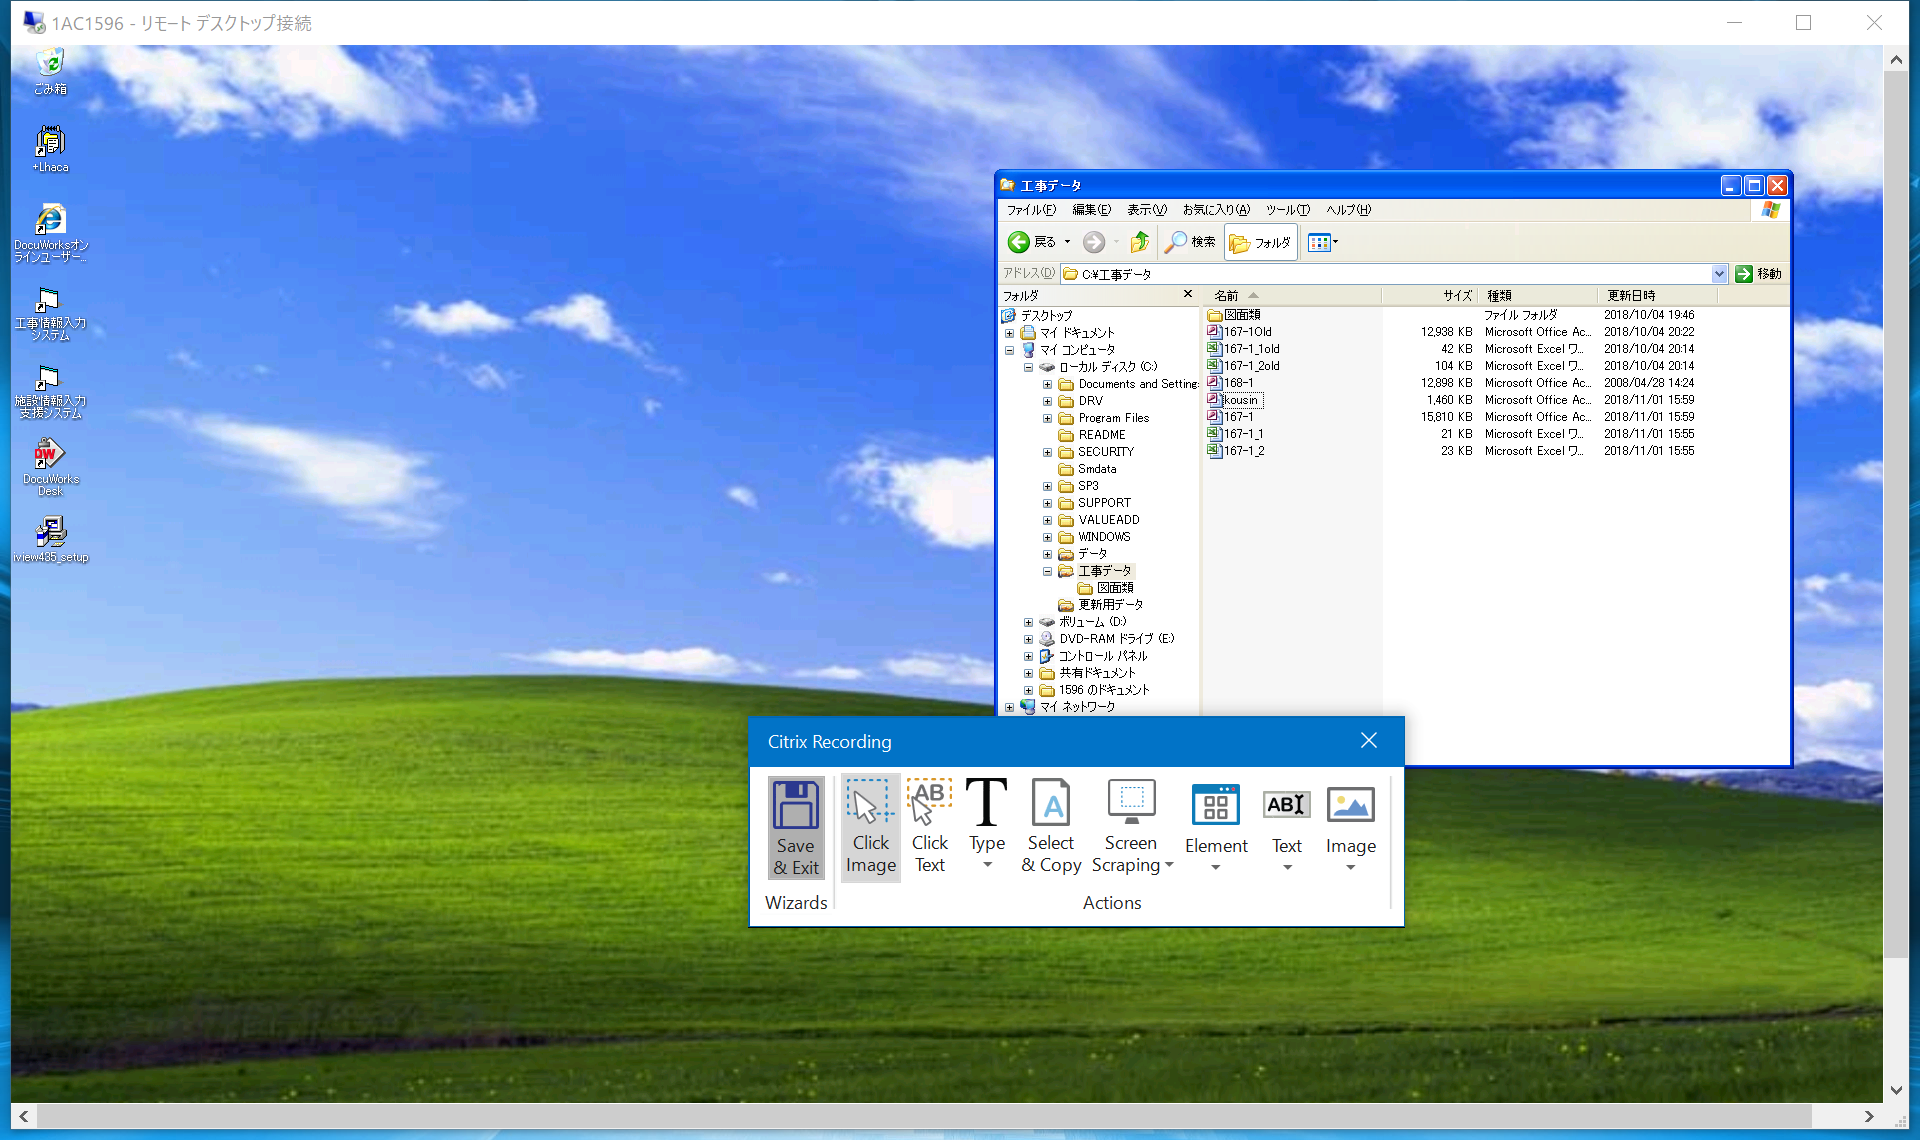 1AC1596 - リモート デスクトップ接続
ごみ箱
+Lhaca
DocuWorksオン
ラインユーザー...
工事情報入力
システム
施設情報入力
支援システム
DocuWorks
Desk
iview435_setup
工事データ
ファイル(F) 編集(E) 表示(V) お気に入り(A) ツール(T) ヘルプ(H)
戻る 検索 フォルダ
アドレス(D) C:¥工事データ 移動
フォルダ
デスクトップ
マイ ドキュメント
マイ コンピュータ
ローカル ディスク (C:)
Documents and Setting:
DRV
Program Files
README
SECURITY
Smdata
SP3
SUPPORT
VALUEADD
WINDOWS
データ
工事データ
図面類
更新用データ
ボリューム (D:)
DVD-RAM ドライブ (E:)
コントロール パネル
共有ドキュメント
1596 のドキュメント
マイ ネットワーク
名前 サイズ 種類 更新日時
図面類 ファイル フォルダ 2018/10/04 19:46
167-1Old 12,938 KB Microsoft Office Ac... 2018/10/04 20:22
167-1_1old 42 KB Microsoft Excel ワ... 2018/10/04 20:14
167-1_2old 104 KB Microsoft Excel ワ... 2018/10/04 20:14
168-1 12,898 KB Microsoft Office Ac... 2008/04/28 14:24
kousin 1,460 KB Microsoft Office Ac... 2018/11/01 15:59
167-1 15,810 KB Microsoft Office Ac... 2018/11/01 15:59
167-1_1 21 KB Microsoft Excel ワ... 2018/11/01 15:55
167-1_2 23 KB Microsoft Excel ワ... 2018/11/01 15:55
Citrix Recording
Save
& Exit
Click
Image
AB
Click
Text
T
Type
A
Select
& Copy
Screen
Scraping
Element
ABI
Text
Image
Wizards
Actions